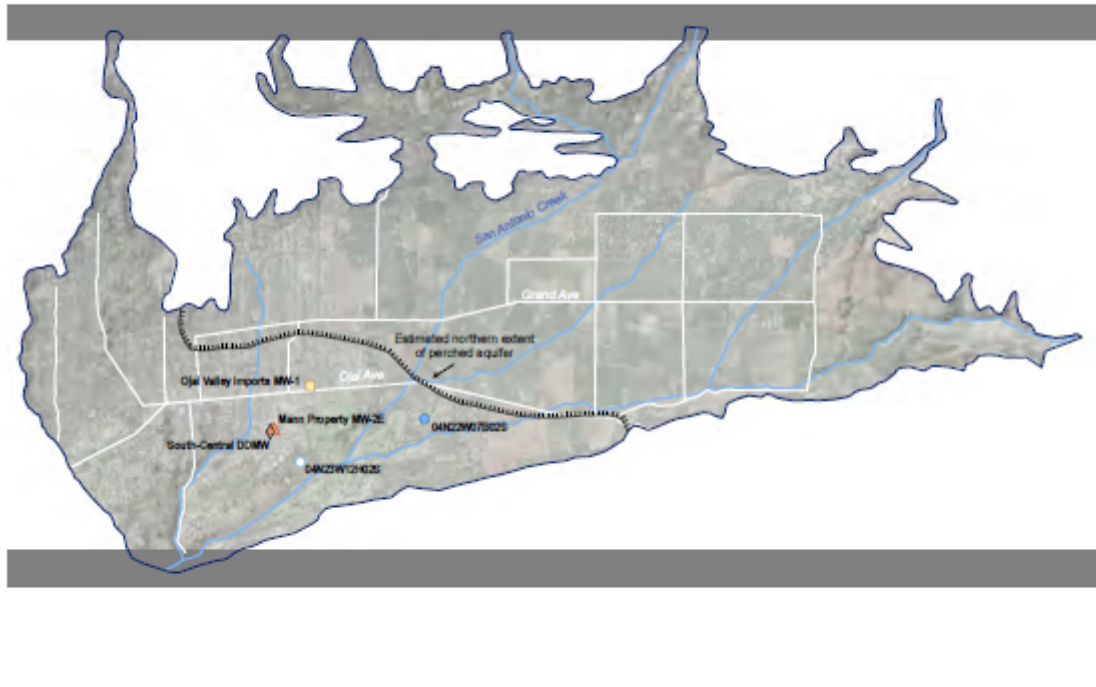 San Antonio Creek
Grand Ave
Estimated northern extent
of perched aquifer
Ojai Valley Imports MW-1
Ojai Ave
Mann Property MW-2E
04N22W07B02S
South-Central DDMW
04N23W12H02S